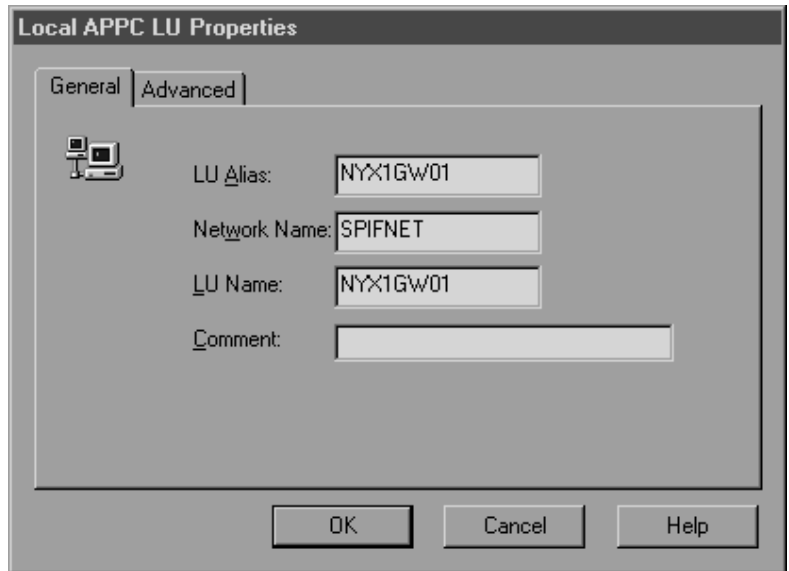 Local APPC LU Properties
General Advanced
LU Alias: NYX1GW01
Network Name: SPIFNET
LU Name: NYX1GW01
Comment:
OK Cancel Help